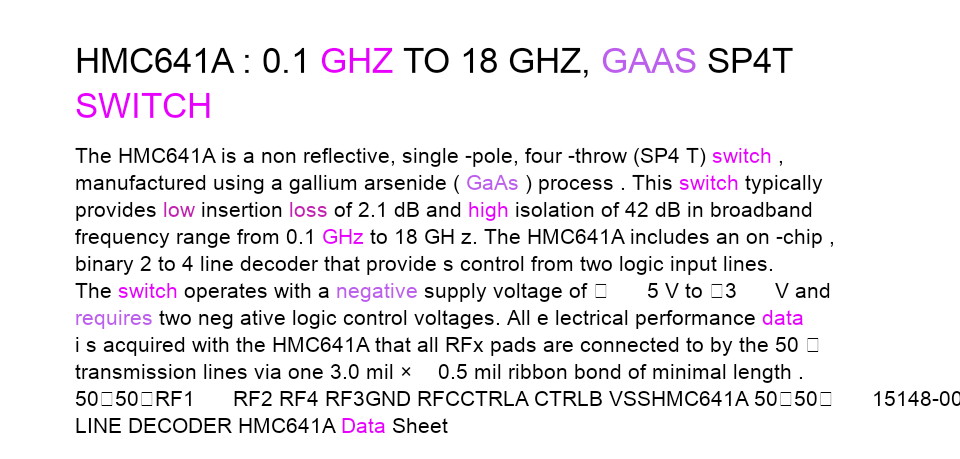 HMC641A : 0.1 GHZ TO 18 GHZ, GAAS SP4T
SWITCH
The HMC641A is a non reflective, single -pole, four -throw (SP4 T) switch ,
manufactured using a gallium arsenide ( GaAs ) process . This switch typically
provides low insertion loss of 2.1 dB and high isolation of 42 dB in broadband
frequency range from 0.1 GHz to 18 GH z. The HMC641A includes an on -chip ,
binary 2 to 4 line decoder that provide s control from two logic input lines.
The switch operates with a negative supply voltage of □ 5 V to □3 V and
requires two neg ative logic control voltages. All e lectrical performance data
i s acquired with the HMC641A that all RFx pads are connected to by the 50 □
transmission lines via one 3.0 mil × 0.5 mil ribbon bond of minimal length .
50□50□RF1 RF2 RF4 RF3GND RFCCTRLA CTRLB VSSHMC641A 50□50□ 15148-00
LINE DECODER HMC641A Data Sheet